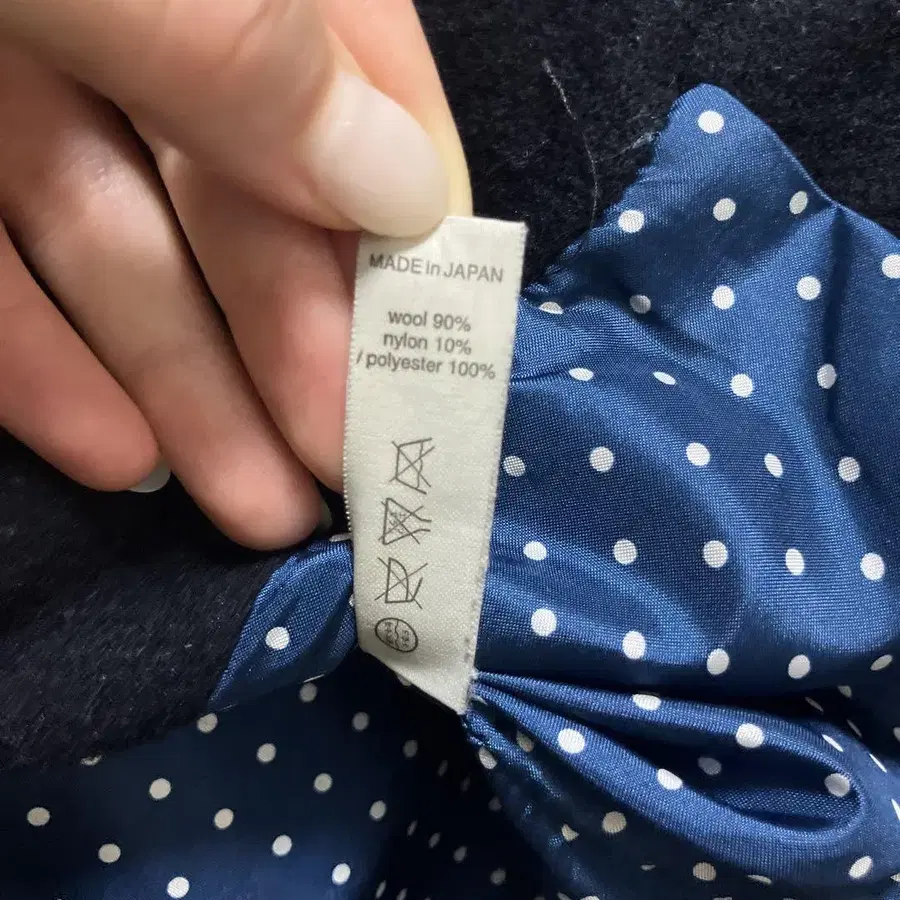 MADE in JAPAN
wool 90%
nylon 10%
/ polyester 100%